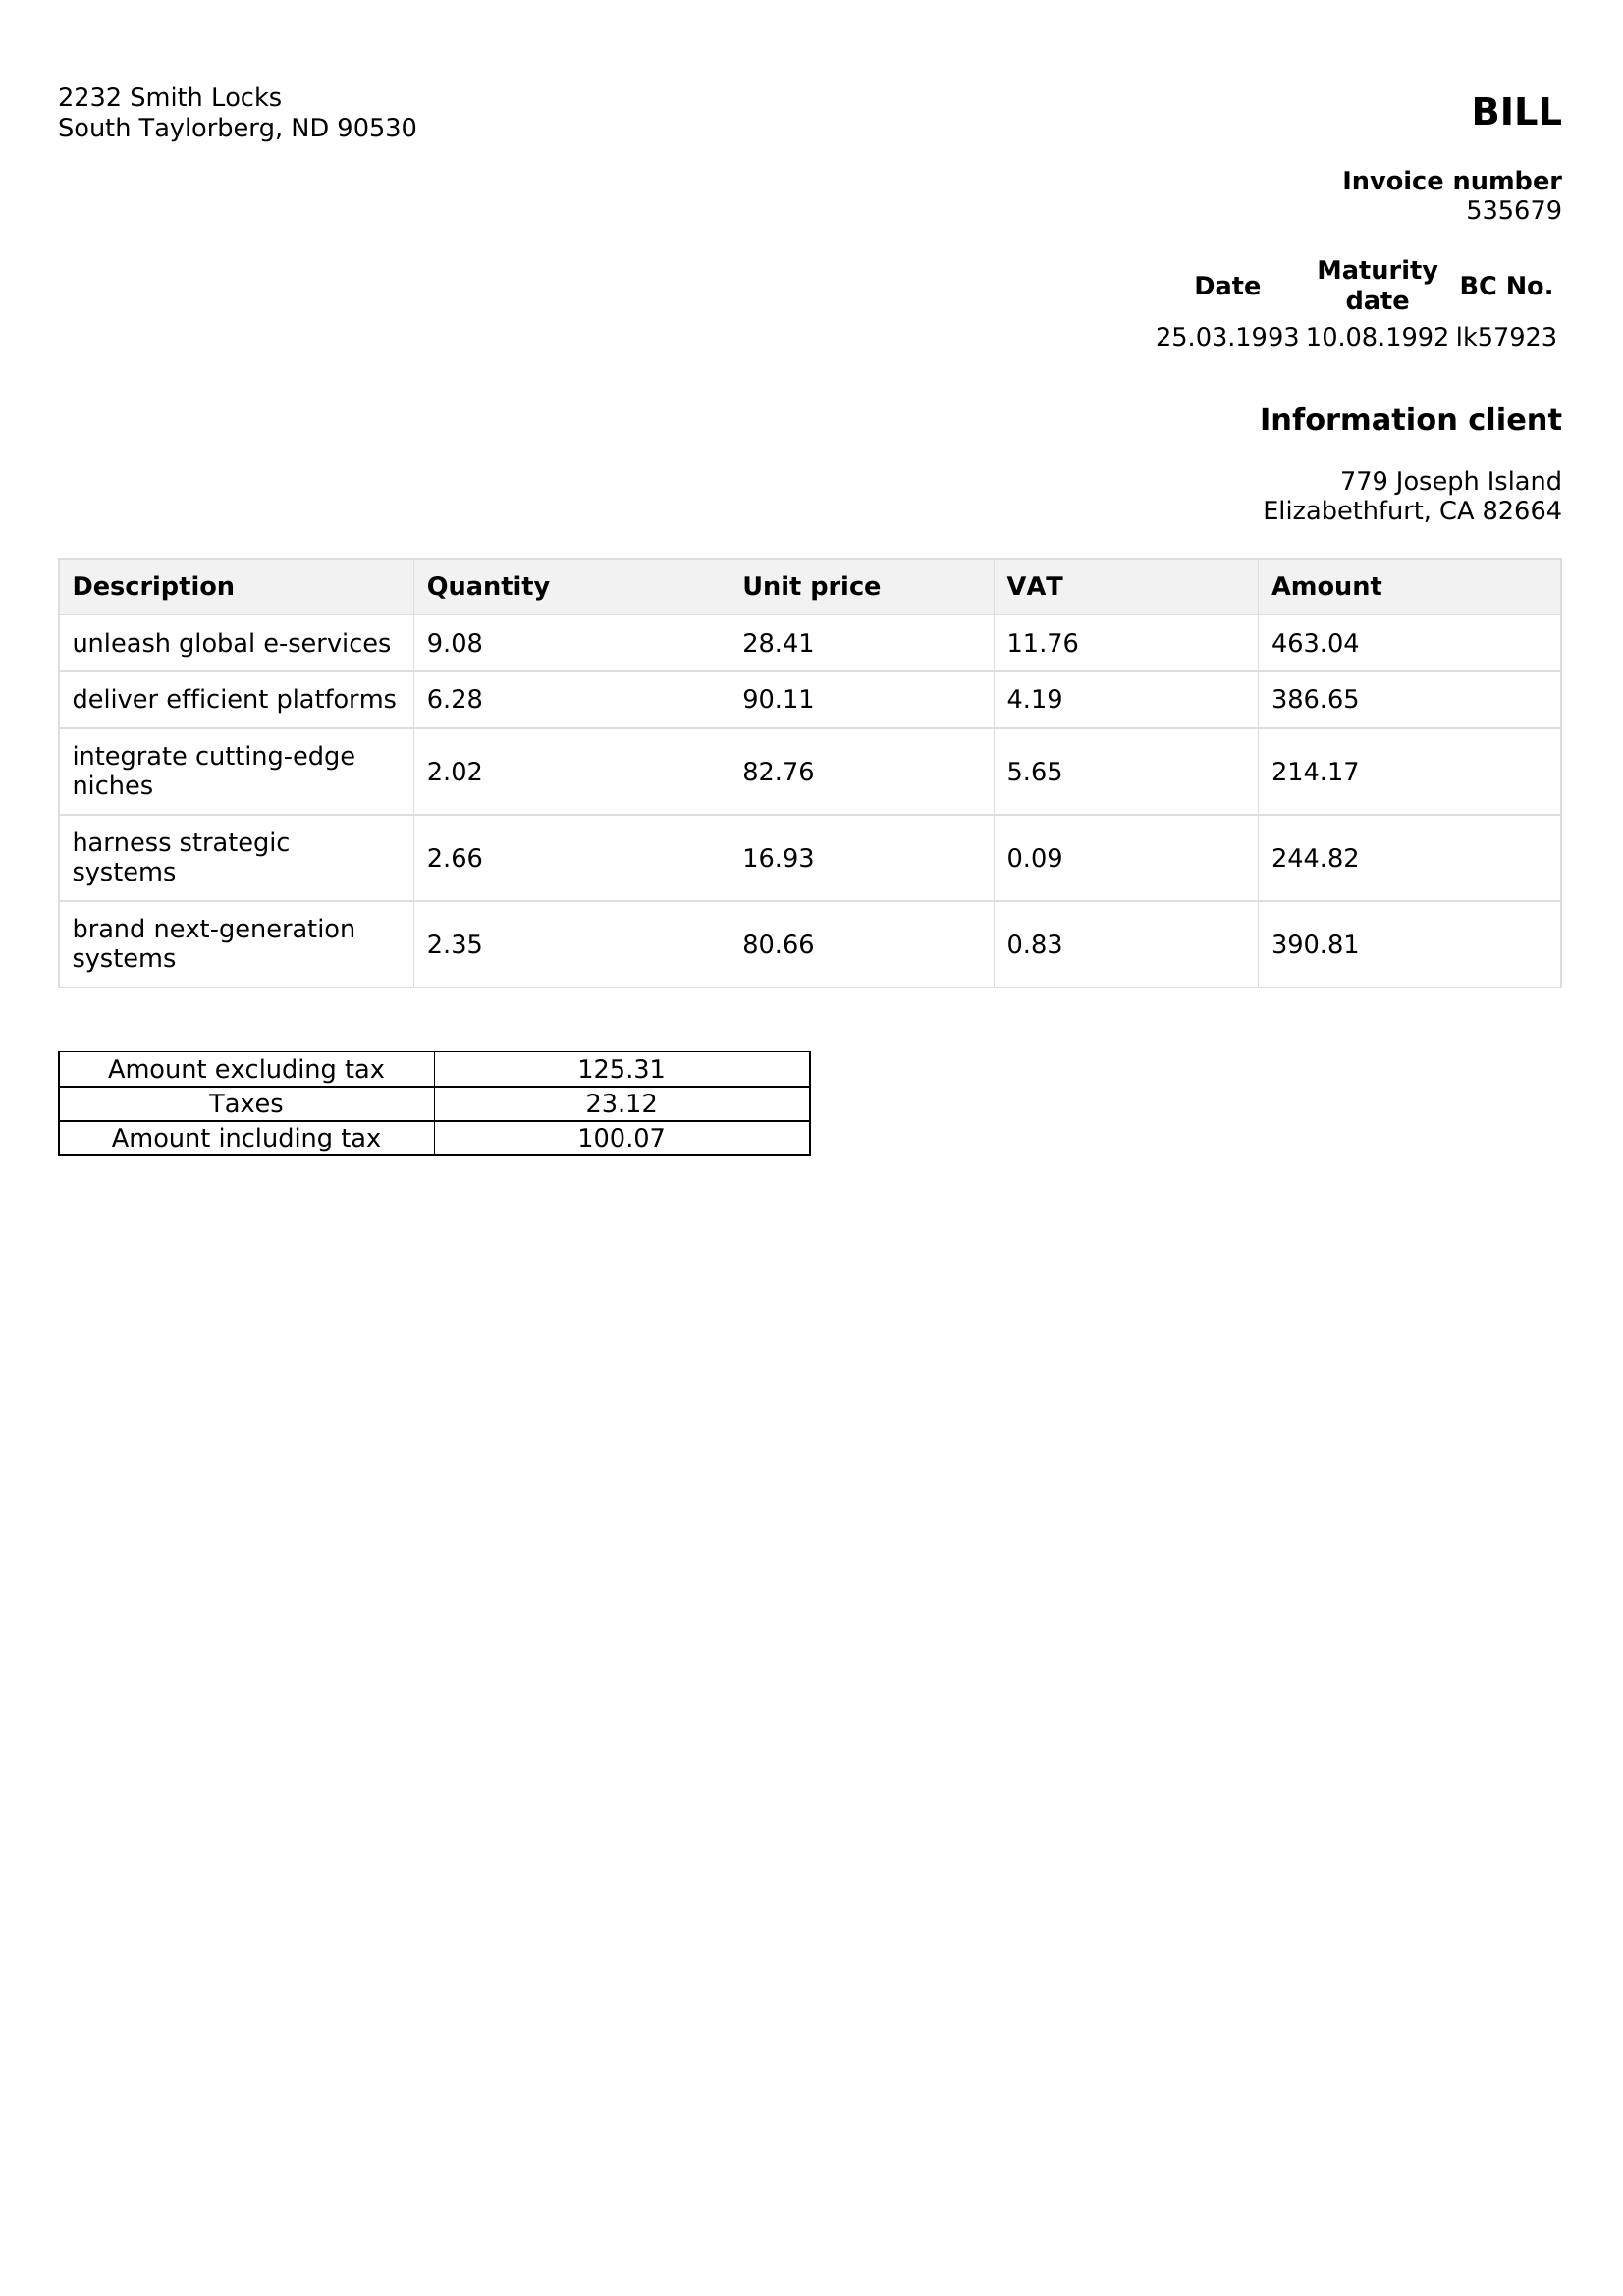 2232 Smith Locks
South Taylorberg, ND 90530
BILL
Invoice number
535679
Date Maturity date BC No.
25.03.1993 10.08.1992 lk57923
Information client
779 Joseph Island
Elizabethfurt, CA 82664
Description Quantity Unit price VAT Amount
unleash global e-services 9.08 28.41 11.76 463.04
deliver efficient platforms 6.28 90.11 4.19 386.65
integrate cutting-edge
niches 2.02 82.76 5.65 214.17
harness strategic
systems 2.66 16.93 0.09 244.82
brand next-generation
systems 2.35 80.66 0.83 390.81
Amount excluding tax 125.31
Taxes 23.12
Amount including tax 100.07